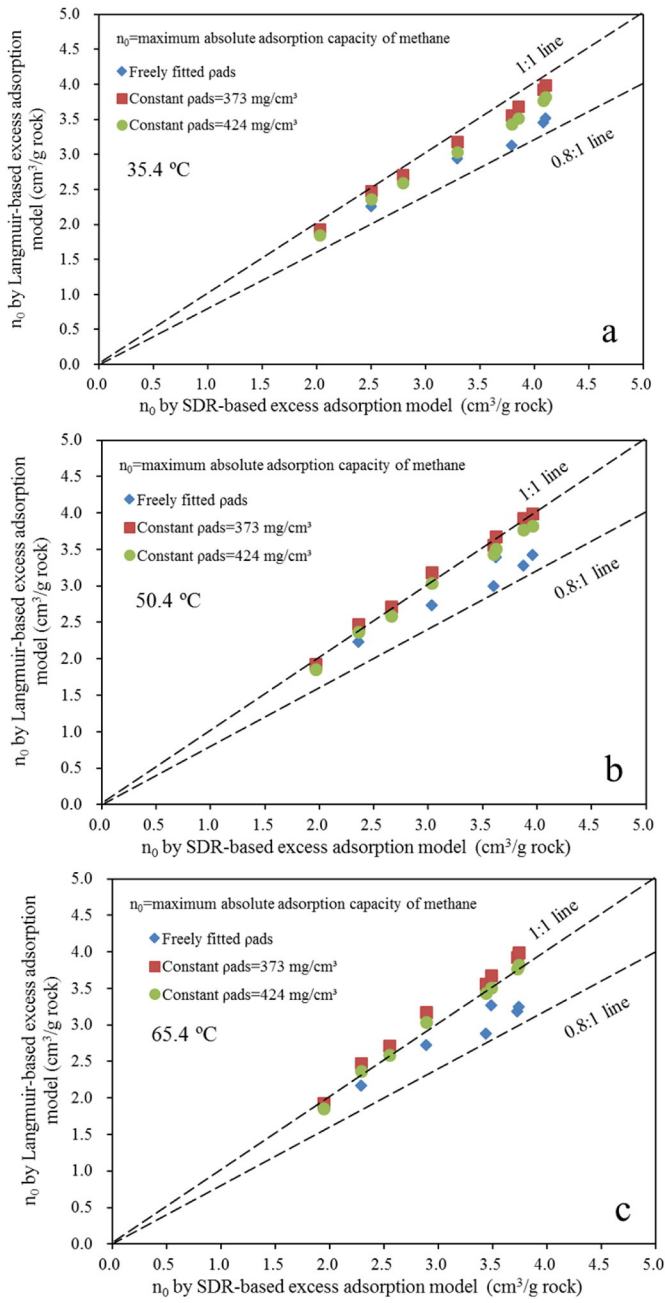 5.0
4.5
4.0
3.5
3.0
2.5
2.0
1.5
1.0
0.5
0.0
n₀ by Langmuir-based excess adsorption
model (cm³/g rock)
n₀=maximum absolute adsorption capacity of methane
Freely fitted ρads
Constant ρads=373 mg/cm³
Constant ρads=424 mg/cm³
35.4 ºC
1:1 line
0.8:1 line
a
0.0 0.5 1.0 1.5 2.0 2.5 3.0 3.5 4.0 4.5 5.0
n₀ by SDR-based excess adsorption model (cm³/g rock)
5.0
4.5
4.0
3.5
3.0
2.5
2.0
1.5
1.0
0.5
0.0
n₀ by Langmuir-based excess adsorption
model (cm³/g rock)
n₀=maximum absolute adsorption capacity of methane
Freely fitted ρads
Constant ρads=373 mg/cm³
Constant ρads=424 mg/cm³
50.4 ºC
1:1 line
0.8:1 line
b
0.0 0.5 1.0 1.5 2.0 2.5 3.0 3.5 4.0 4.5 5.0
n₀ by SDR-based excess adsorption model (cm³/g rock)
5.0
4.5
4.0
3.5
3.0
2.5
2.0
1.5
1.0
0.5
0.0
n₀ by Langmuir-based excess adsorption
model (cm³/g rock)
n₀=maximum absolute adsorption capacity of methane
Freely fitted ρads
Constant ρads=373 mg/cm³
Constant ρads=424 mg/cm³
65.4 ºC
1:1 line
0.8:1 line
c
0.0 0.5 1.0 1.5 2.0 2.5 3.0 3.5 4.0 4.5 5.0
n₀ by SDR-based excess adsorption model (cm³/g rock)